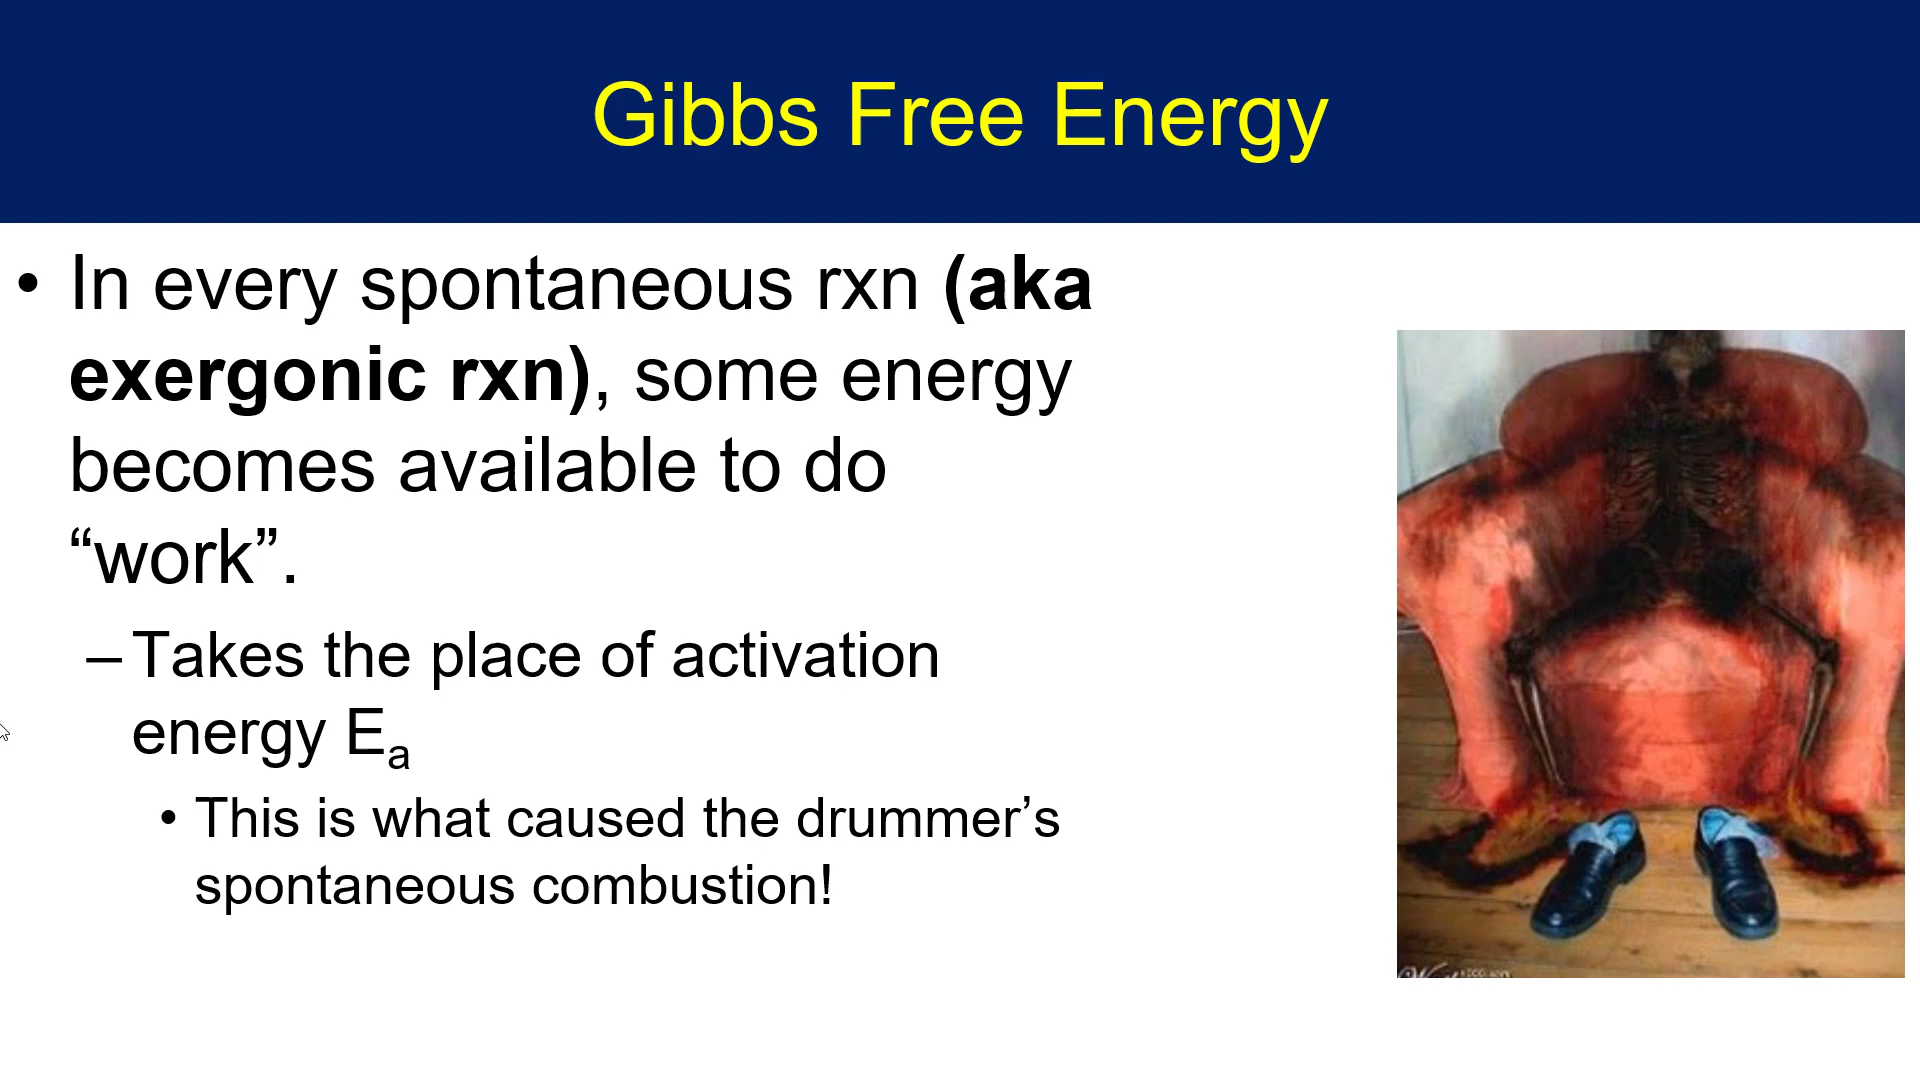 Gibbs Free Energy
• In every spontaneous rxn (aka
exergonic rxn), some energy
becomes available to do
“work”.
– Takes the place of activation
energy Eₐ
• This is what caused the drummer’s
spontaneous combustion!